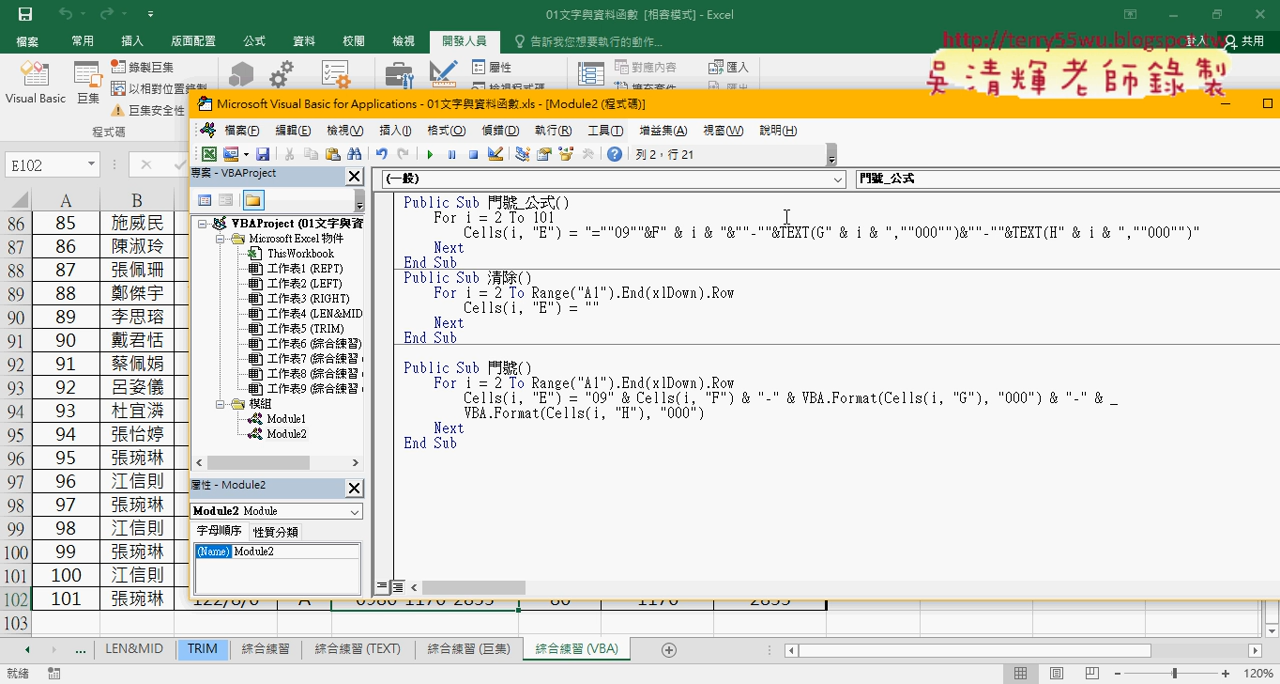 01文字與資料函數 [相容模式] - Excel
http://terry55wu.blogspot.tw
吳清輝老師錄製
檔案 常用 插入 版面配置 公式 資料 校閱 檢視 開發人員 告訴我您想要執行的動作... 登入 共用
Visual Basic 巨集 錄製巨集 巨集安全性 程式碼 屬性 對應內容 匯入
Microsoft Visual Basic for Applications - 01文字與資料函數.xls - [Module2 (程式碼)]
檔案(F) 編輯(E) 檢視(V) 插入(I) 格式(O) 偵錯(D) 執行(R) 工具(T) 增益集(A) 視窗(W) 說明(H)
列 2，行 21
E102
專案 - VBAProject
VBAProject (01文字與資
Microsoft Excel 物件
ThisWorkbook
工作表1 (REPT)
工作表2 (LEFT)
工作表3 (RIGHT)
工作表4 (LEN&MID
工作表5 (TRIM)
工作表6 (綜合練習)
工作表7 (綜合練習
工作表8 (綜合練習
工作表9 (綜合練習
模組
Module1
Module2
屬性 - Module2
Module2 Module
字母順序 性質分類
(Name) Module2
(一般) 門號_公式
Public Sub 門號_公式()
For i = 2 To 101
Cells(i, "E") = "=""09""&F" & i & "&""-""&TEXT(G" & i & ",""000"")&""-""&TEXT(H" & i & ",""000"")"
Next
End Sub
Public Sub 清除()
For i = 2 To Range("A1").End(xlDown).Row
Cells(i, "E") = ""
Next
End Sub
Public Sub 門號()
For i = 2 To Range("A1").End(xlDown).Row
Cells(i, "E") = "09" & Cells(i, "F") & "-" & VBA.Format(Cells(i, "G"), "000") & "-" & _
VBA.Format(Cells(i, "H"), "000")
Next
End Sub
A B
86 85 施威民
87 86 陳淑玲
88 87 張佩珊
89 88 鄭傑宇
90 89 李思瑢
91 90 戴君恬
92 91 蔡佩娟
93 92 呂姿儀
94 93 杜宜潾
95 94 張怡婷
96 95 張琬琳
97 96 江信則
98 97 張琬琳
99 98 江信則
100 99 張琬琳
101 100 江信則
102 101 張琬琳
103
... LEN&MID TRIM 綜合練習 綜合練習 (TEXT) 綜合練習 (巨集) 綜合練習 (VBA)
就緒 120%